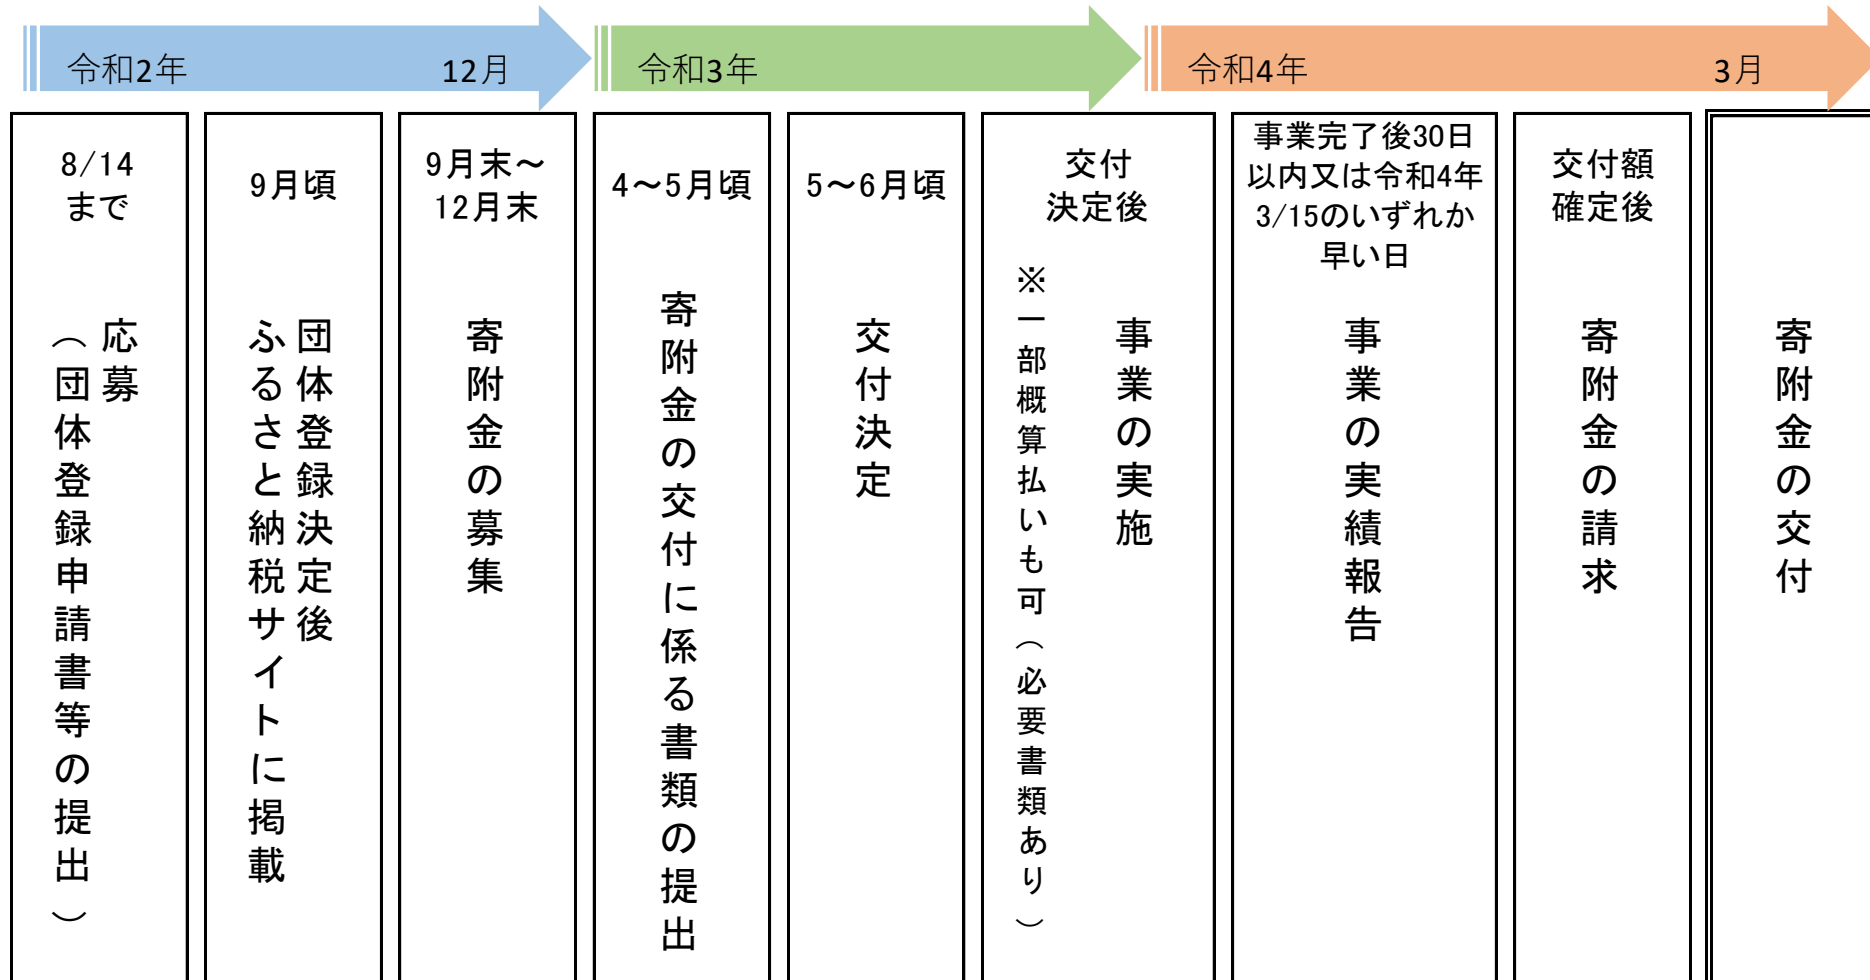 令和2年
12月
令和3年
令和4年
3月
8/14
まで
応募
（団体登録申請書等の提出）
9月頃
団体登録決定後
ふるさと納税サイトに掲載
9月末～
12月末
寄附金の募集
4～5月頃
寄附金の交付に係る書類の提出
5～6月頃
交付決定
交付
決定後
事業の実施
※一部概算払いも可（必要書類あり）
事業完了後30日
以内又は令和4年
3/15のいずれか
早い日
事業の実績報告
交付額
確定後
寄附金の請求
寄附金の交付